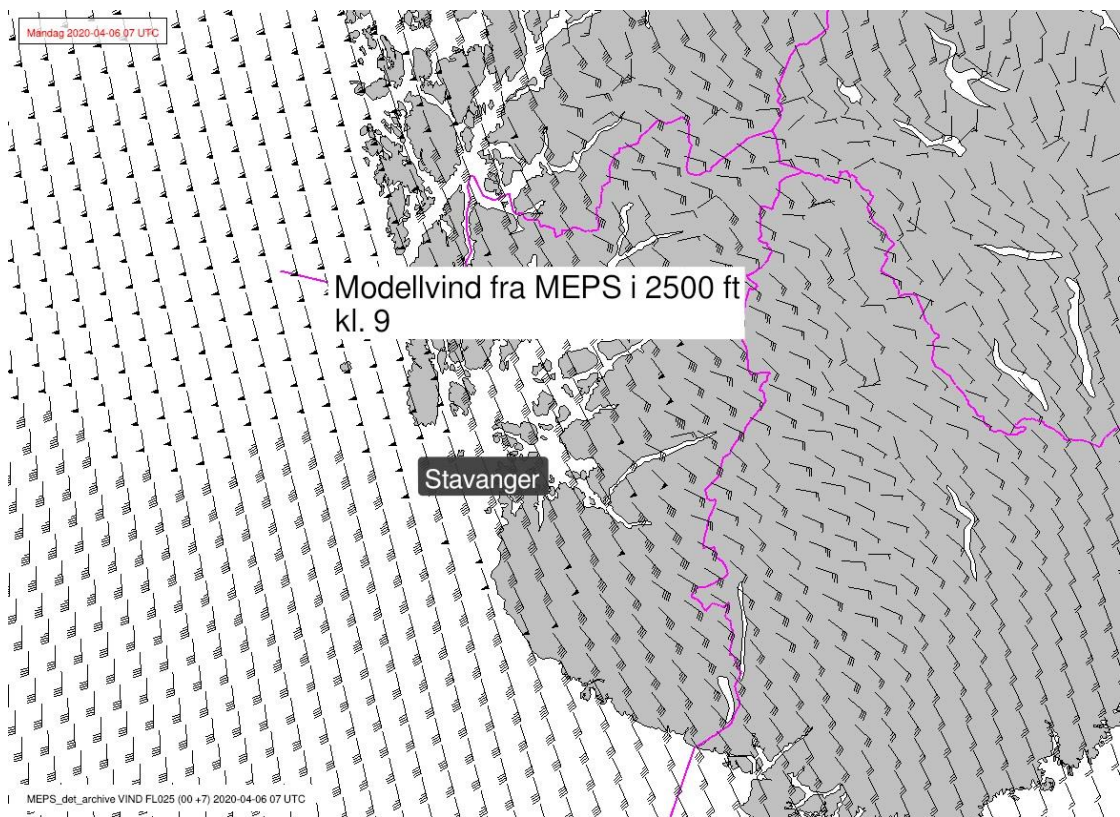 Mandag 2020-04-06 07 UTC
Modellvind fra MEPS i 2500 ft
kl. 9
Stavanger
MEPS_det_archive VIND FL025 (00 +7) 2020-04-06 07 UTC